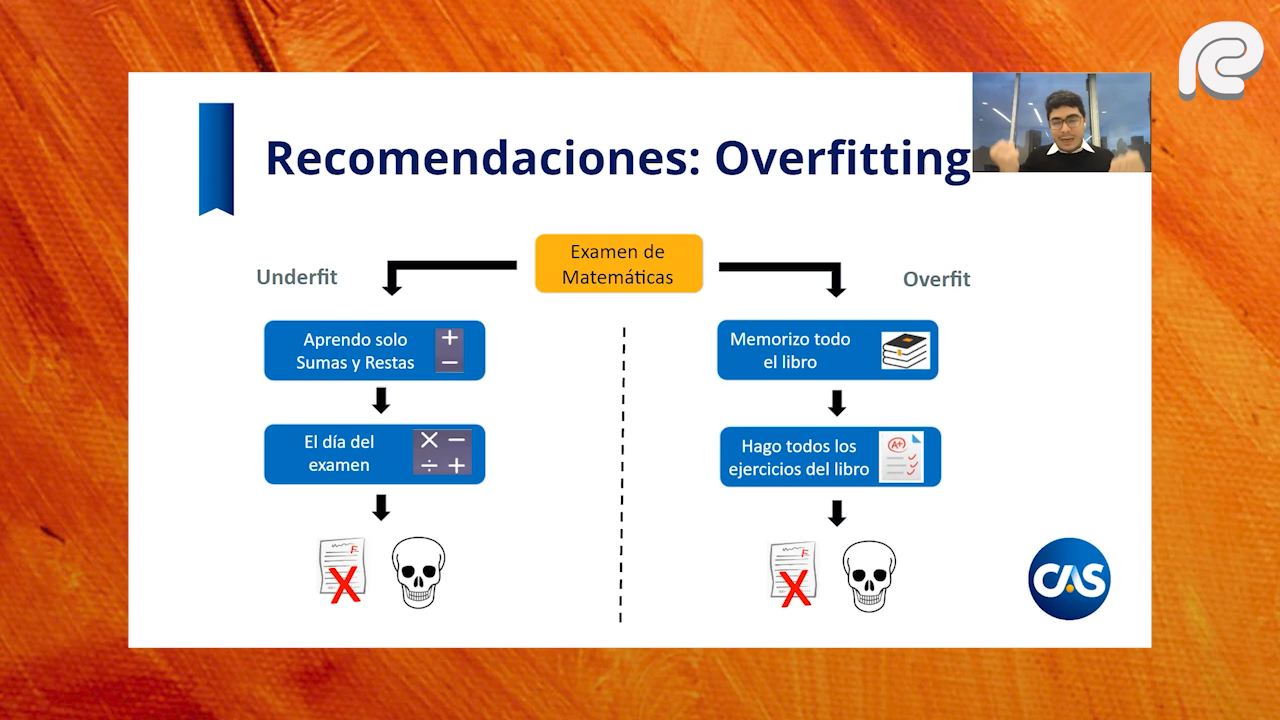 Recomendaciones: Overfitting
Examen de
Matemáticas
Underfit
Overfit
Aprendo solo
Sumas y Restas
+
−
El día del
examen
× −
÷ +
F
Memorizo todo
el libro
Hago todos los
ejercicios del libro
A+
F
CAS